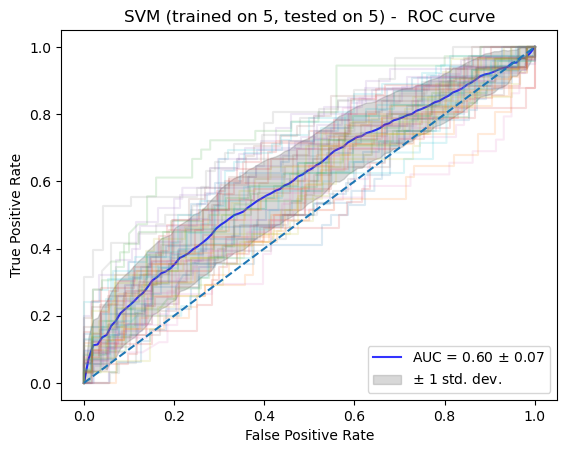 SVM (trained on 5, tested on 5) -  ROC curve
1.0
0.8
0.6
0.4
0.2
0.0
True Positive Rate
AUC = 0.60 ± 0.07
± 1 std. dev.
0.0 0.2 0.4 0.6 0.8 1.0
False Positive Rate